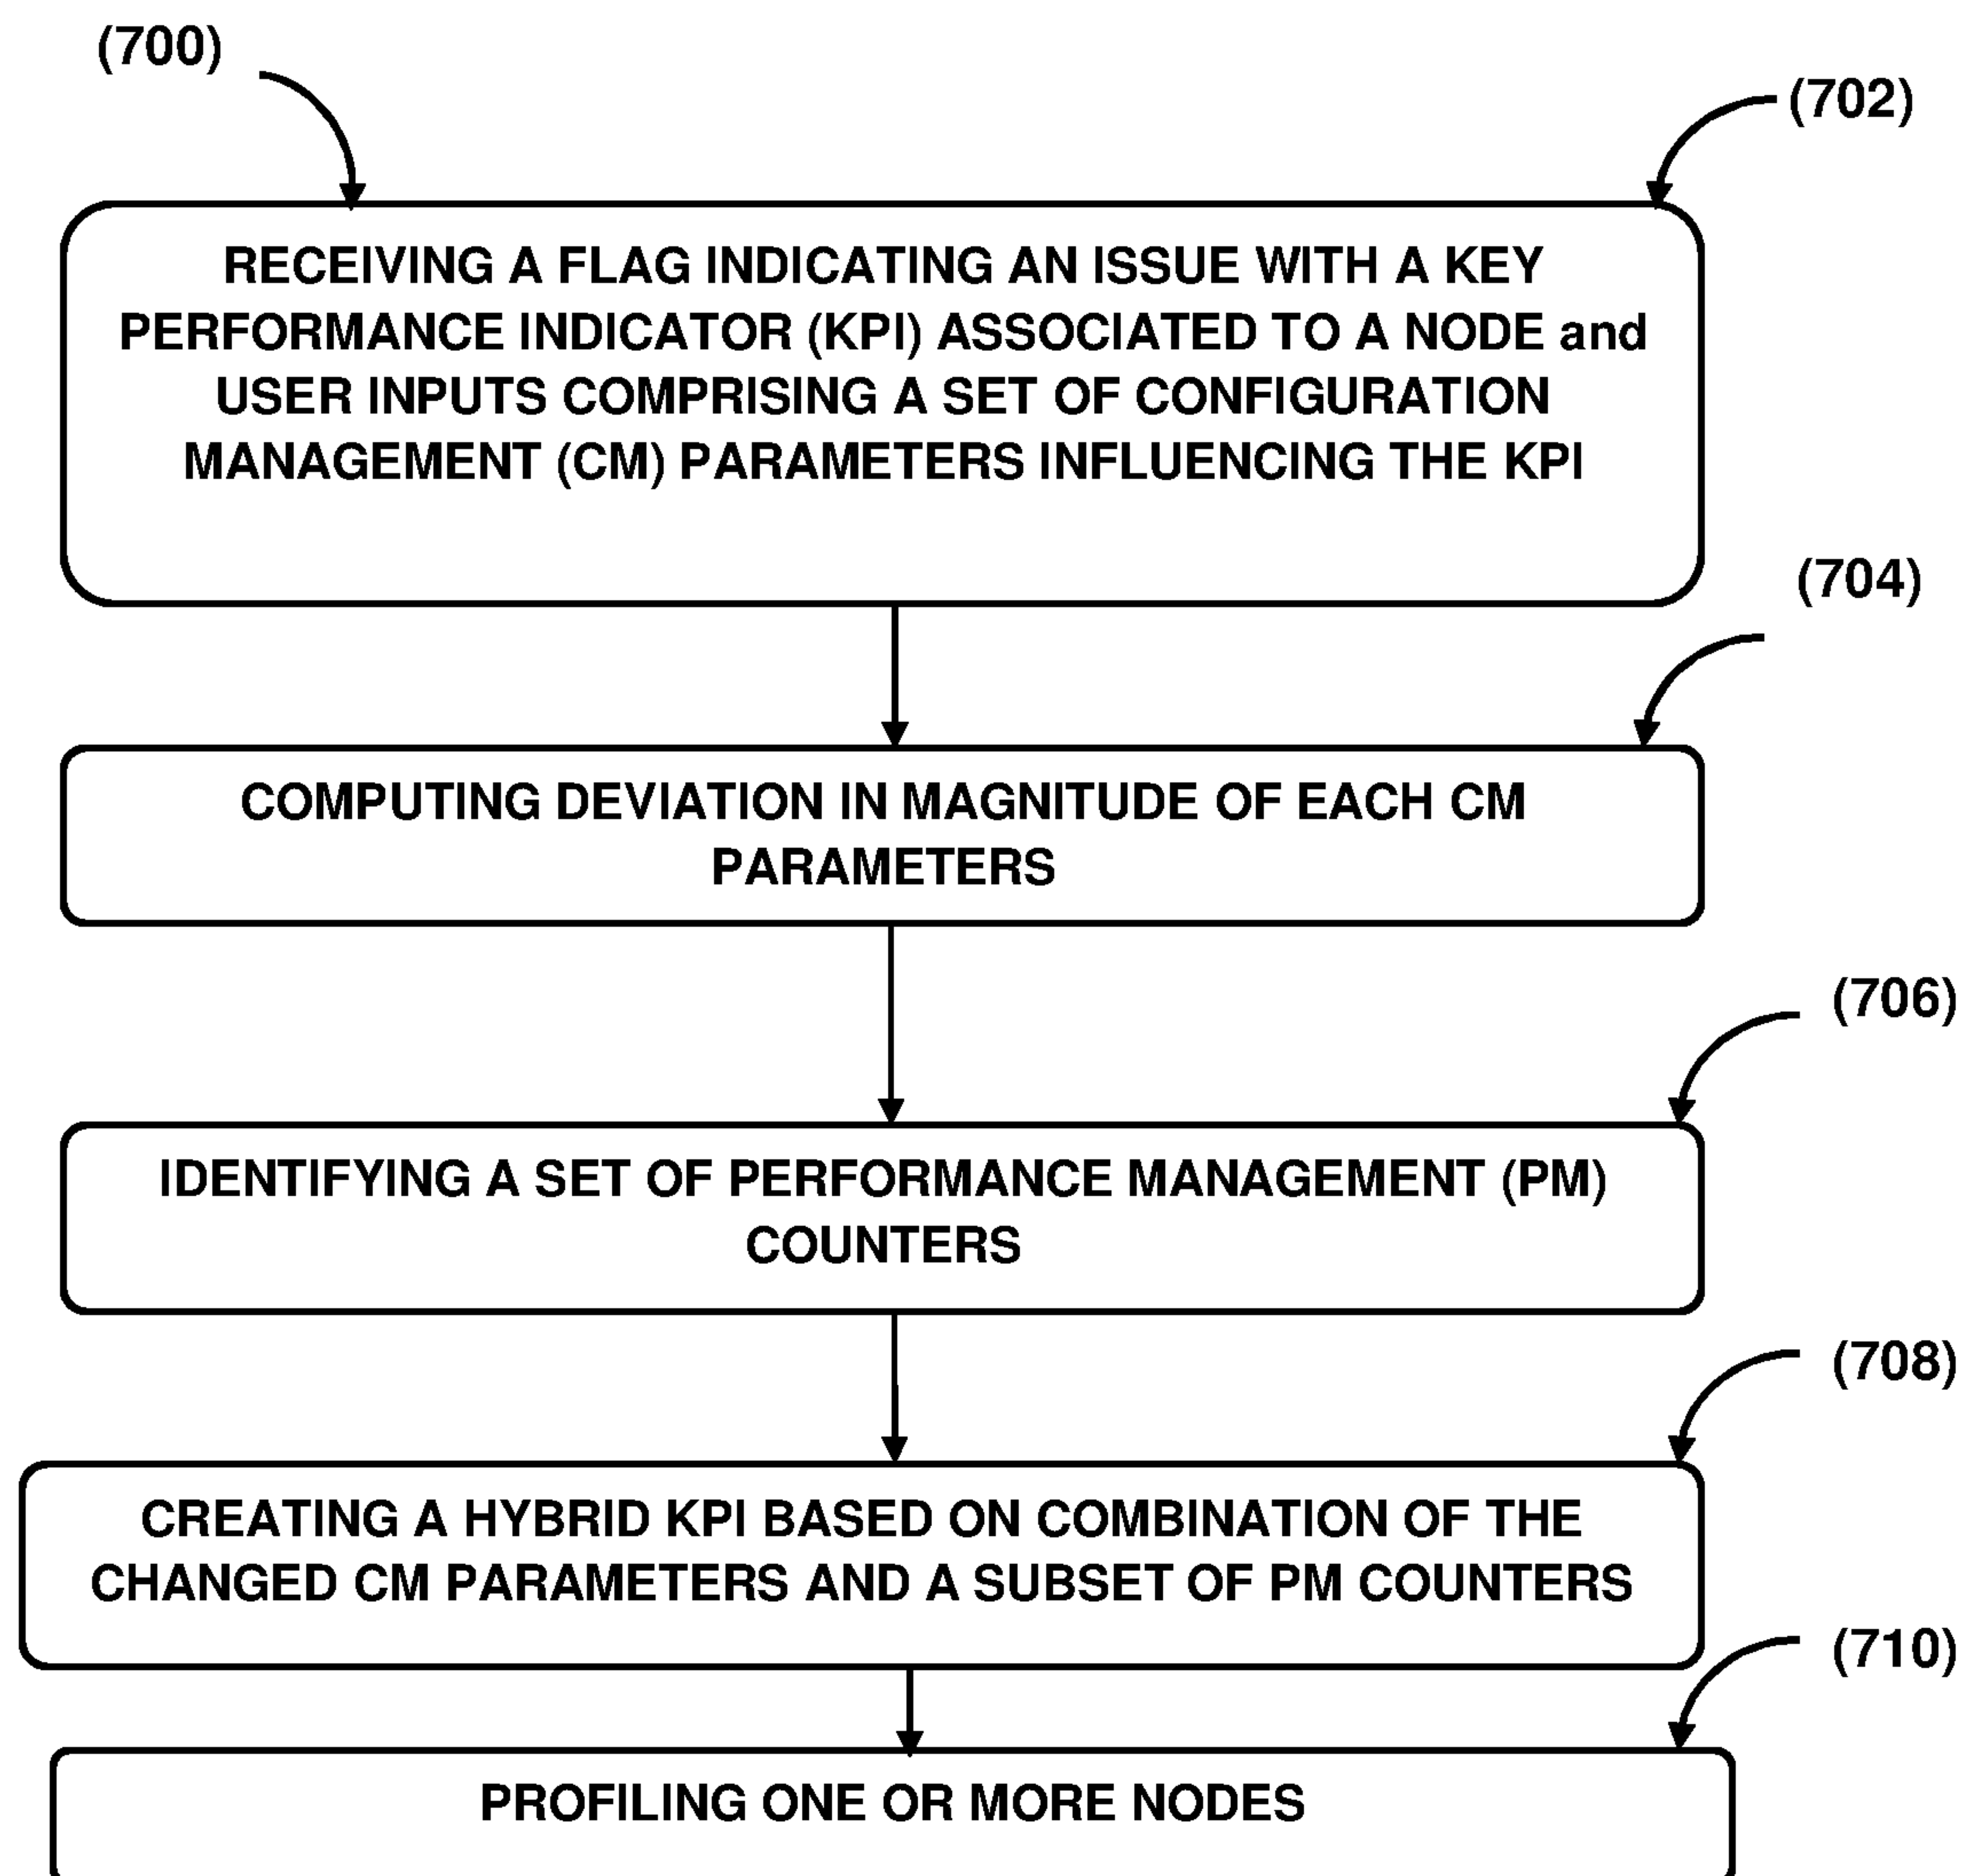 (700)
(702)
RECEIVING A FLAG INDICATING AN ISSUE WITH A KEY
PERFORMANCE INDICATOR (KPI) ASSOCIATED TO A NODE and
USER INPUTS COMPRISING A SET OF CONFIGURATION
MANAGEMENT (CM) PARAMETERS INFLUENCING THE KPI
(704)
COMPUTING DEVIATION IN MAGNITUDE OF EACH CM
PARAMETERS
(706)
IDENTIFYING A SET OF PERFORMANCE MANAGEMENT (PM)
COUNTERS
(708)
CREATING A HYBRID KPI BASED ON COMBINATION OF THE
CHANGED CM PARAMETERS AND A SUBSET OF PM COUNTERS
(710)
PROFILING ONE OR MORE NODES